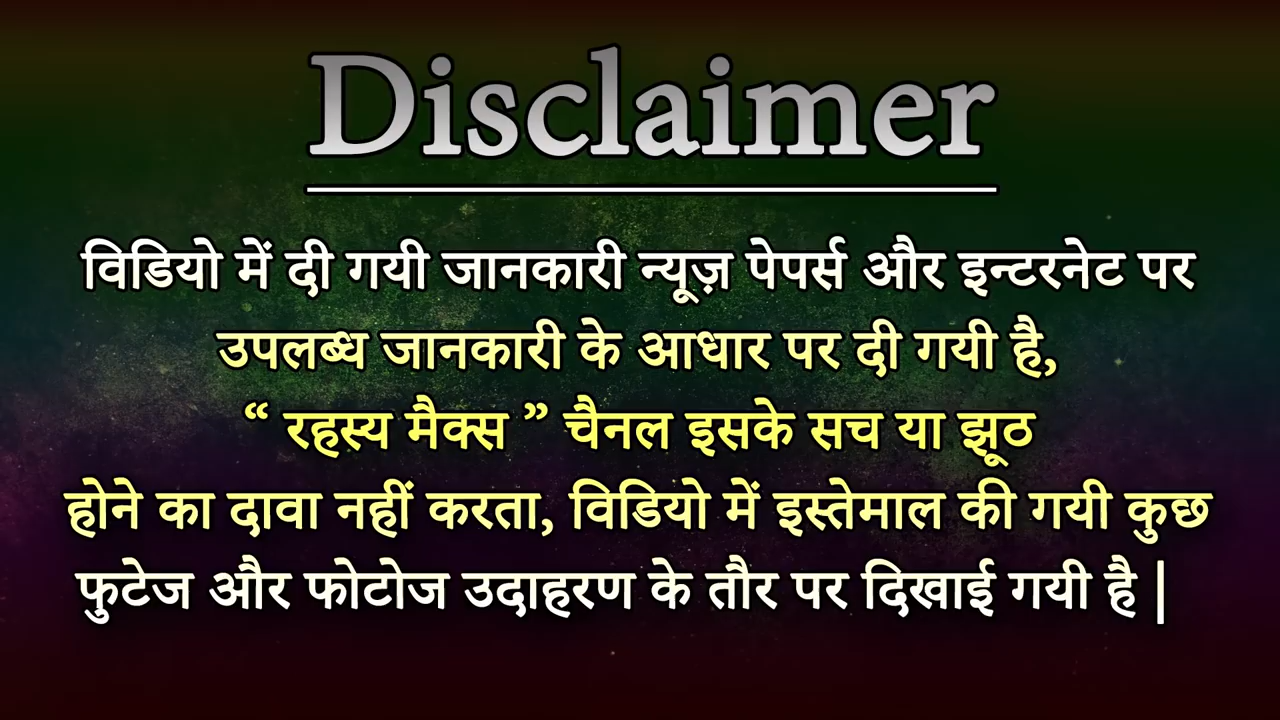 Disclaimer
विडियो में दी गयी जानकारी न्यूज़ पेपर्स और इन्टरनेट पर
उपलब्ध जानकारी के आधार पर दी गयी है,
“ रहस्य मैक्स ” चैनल इसके सच या झूठ
होने का दावा नहीं करता, विडियो में इस्तेमाल की गयी कुछ
फुटेज और फोटोज उदाहरण के तौर पर दिखाई गयी है |